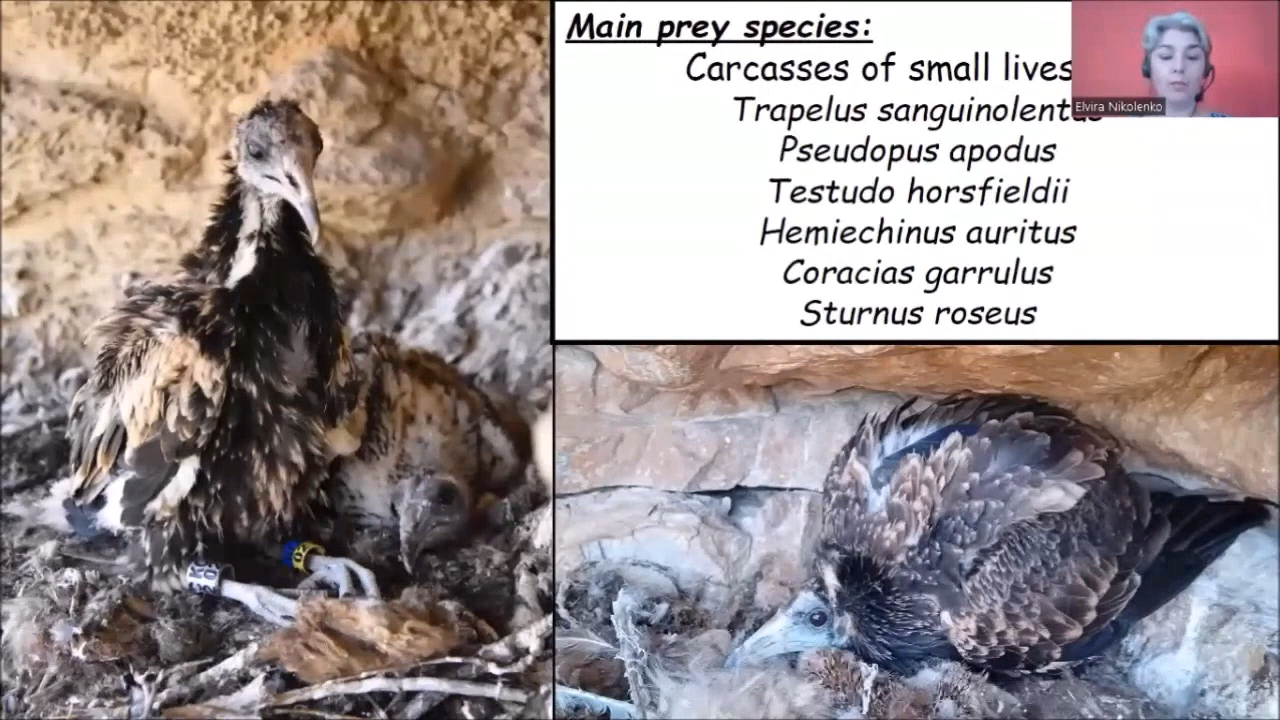 Main prey species:
Carcasses of small lives
Elvira Nikolenko
Trapelus sanguinolentus
Pseudopus apodus
Testudo horsfieldii
Hemiechinus auritus
Coracias garrulus
Sturnus roseus